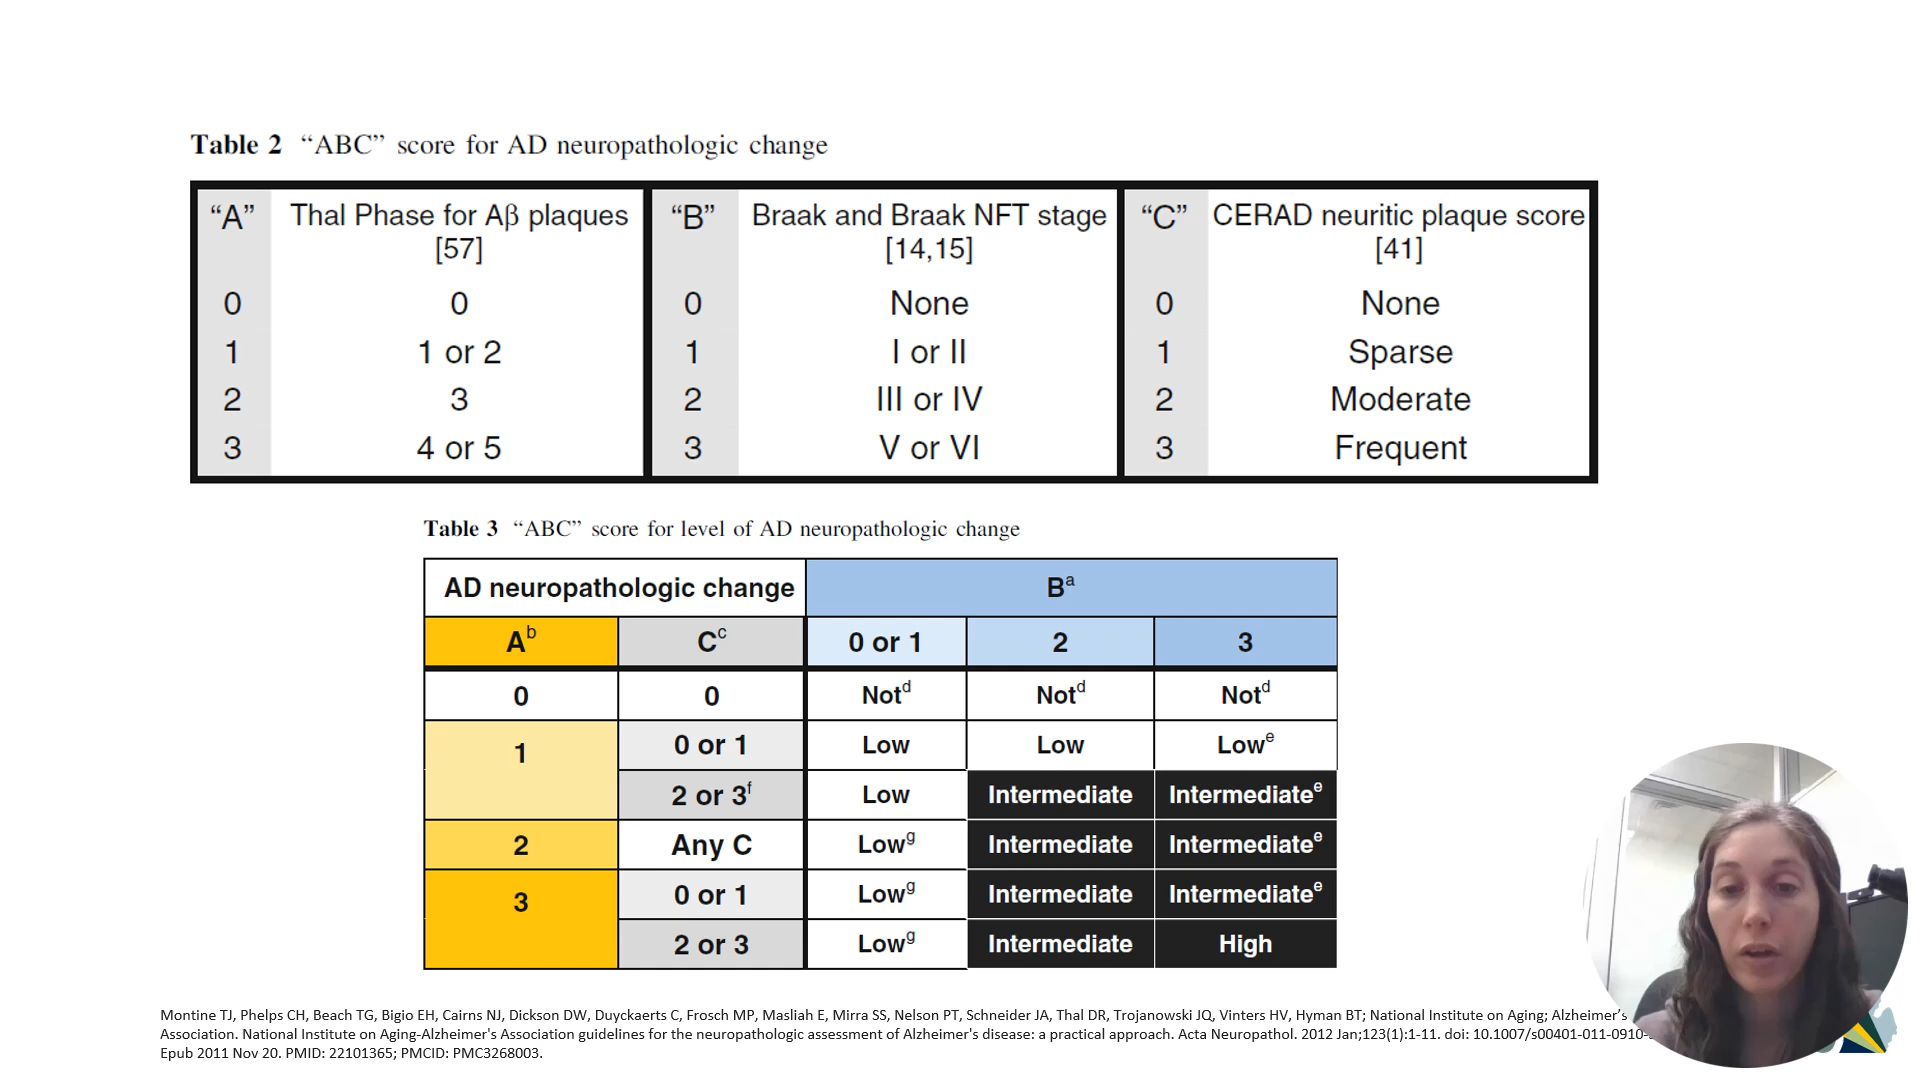 Table 2 “ABC” score for AD neuropathologic change
“A” Thal Phase for Aβ plaques “B” Braak and Braak NFT stage “C” CERAD neuritic plaque score
[57] [14,15] [41]
0 0 0 None 0 None
1 1 or 2 1 I or II 1 Sparse
2 3 2 III or IV 2 Moderate
3 4 or 5 3 V or VI 3 Frequent
Table 3 “ABC” score for level of AD neuropathologic change
AD neuropathologic change Bᵃ
Aᵇ Cᶜ 0 or 1 2 3
0 0 Notᵈ Notᵈ Notᵈ
1 0 or 1 Low Low Lowᵉ
2 or 3ᶠ Low Intermediate Intermediateᵉ
2 Any C Lowᵍ Intermediate Intermediateᵉ
3 0 or 1 Lowᵍ Intermediate Intermediateᵉ
2 or 3 Lowᵍ Intermediate High
Montine TJ, Phelps CH, Beach TG, Bigio EH, Cairns NJ, Dickson DW, Duyckaerts C, Frosch MP, Masliah E, Mirra SS, Nelson PT, Schneider JA, Thal DR, Trojanowski JQ, Vinters HV, Hyman BT; National Institute on Aging; Alzheimer’s
Association. National Institute on Aging-Alzheimer's Association guidelines for the neuropathologic assessment of Alzheimer's disease: a practical approach. Acta Neuropathol. 2012 Jan;123(1):1-11. doi: 10.1007/s00401-011-0910-
Epub 2011 Nov 20. PMID: 22101365; PMCID: PMC3268003.